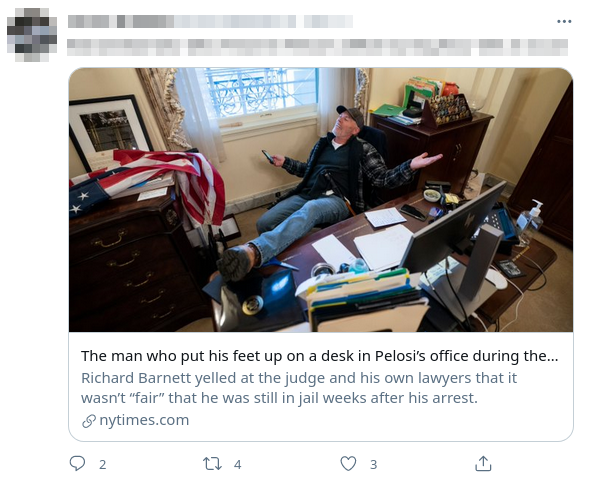 The man who put his feet up on a desk in Pelosi’s office during the...
Richard Barnett yelled at the judge and his own lawyers that it
wasn’t “fair” that he was still in jail weeks after his arrest.
nytimes.com
2 4 3